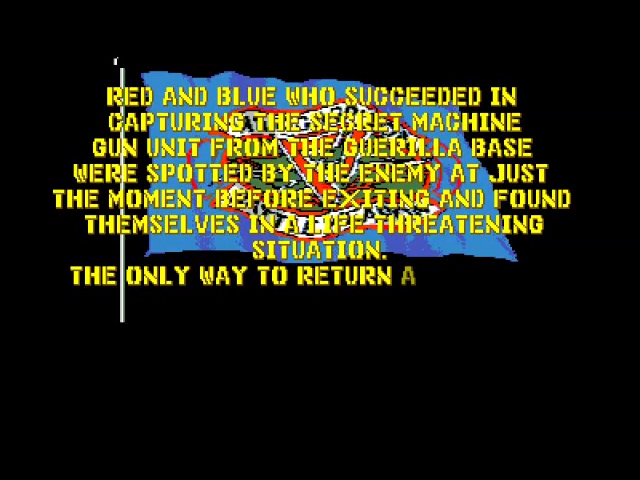 RED AND BLUE WHO SUCCEEDED IN
CAPTURING THE SECRET MACHINE
GUN UNIT FROM THE GUERILLA BASE
WERE SPOTTED BY THE ENEMY AT JUST
THE MOMENT BEFORE EXITING AND FOUND
THEMSELVES IN A LIFE THREATENING
SITUATION.
THE ONLY WAY TO RETURN A